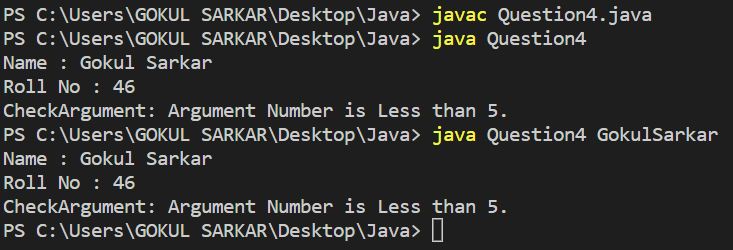 PS C:\Users\GOKUL SARKAR\Desktop\Java> javac Question4.java
PS C:\Users\GOKUL SARKAR\Desktop\Java> java Question4
Name : Gokul Sarkar
Roll No : 46
CheckArgument: Argument Number is Less than 5.
PS C:\Users\GOKUL SARKAR\Desktop\Java> java Question4 GokulSarkar
Name : Gokul Sarkar
Roll No : 46
CheckArgument: Argument Number is Less than 5.
PS C:\Users\GOKUL SARKAR\Desktop\Java>